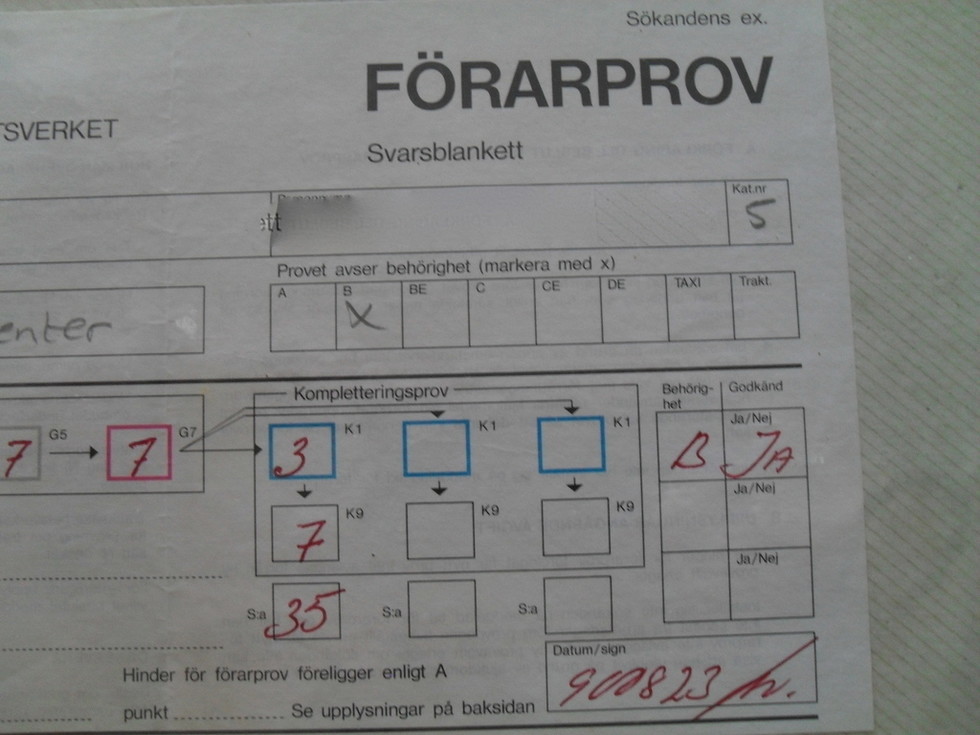 Sökandens ex.
FÖRARPROV
TSVERKET
Svarsblankett
Kat.nr
ett
5
Provet avser behörighet (markera med x)
A B BE C CE DE TAXI Trakt.
X
enter
Kompletteringsprov
Behörig-
het
Godkänd
Ja/Nej
7 G5 7 G7 3 K1 K1 K1 B JA
Ja/Nej
7 K9 K9 K9
Ja/Nej
S:a 35 S:a S:a
Datum/sign
Hinder för förarprov föreligger enligt A
900823
punkt Se upplysningar på baksidan